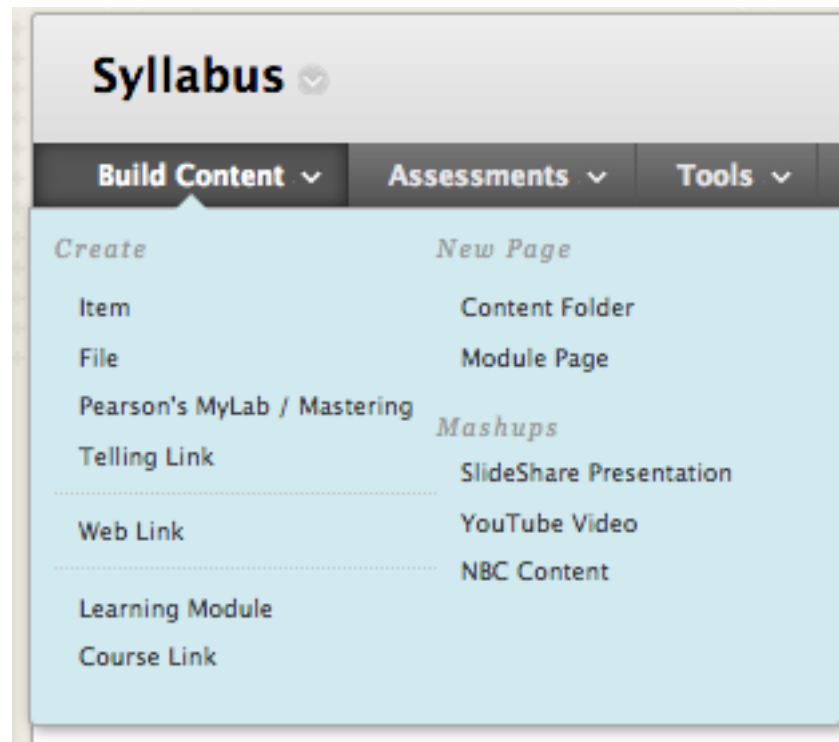 Syllabus
Build Content
Assessments
Tools
Create
Item
File
Pearson's MyLab / Mastering
Telling Link
Web Link
Learning Module
Course Link
New Page
Content Folder
Module Page
Mashups
SlideShare Presentation
YouTube Video
NBC Content